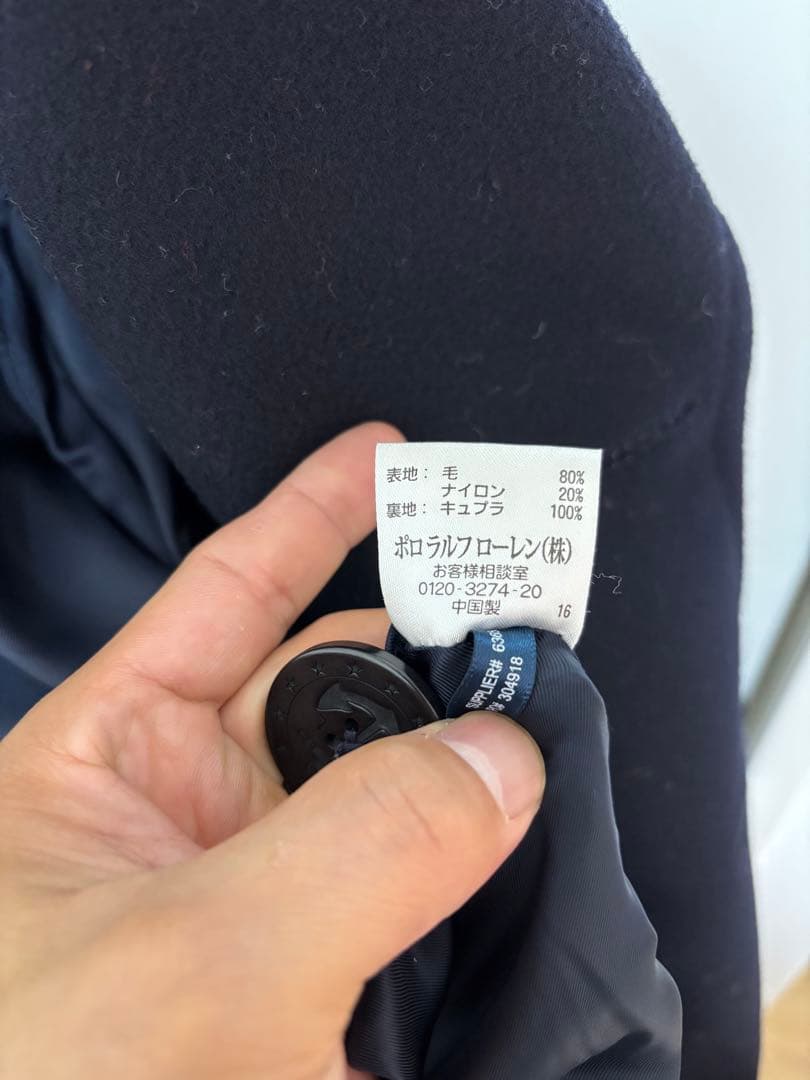 表地: 毛 80%
ナイロン 20%
裏地: キュプラ 100%
ポロ ラルフ ローレン(株)
お客様相談室
0120-3274-20
中国製 16
SUPPLIER#
304918